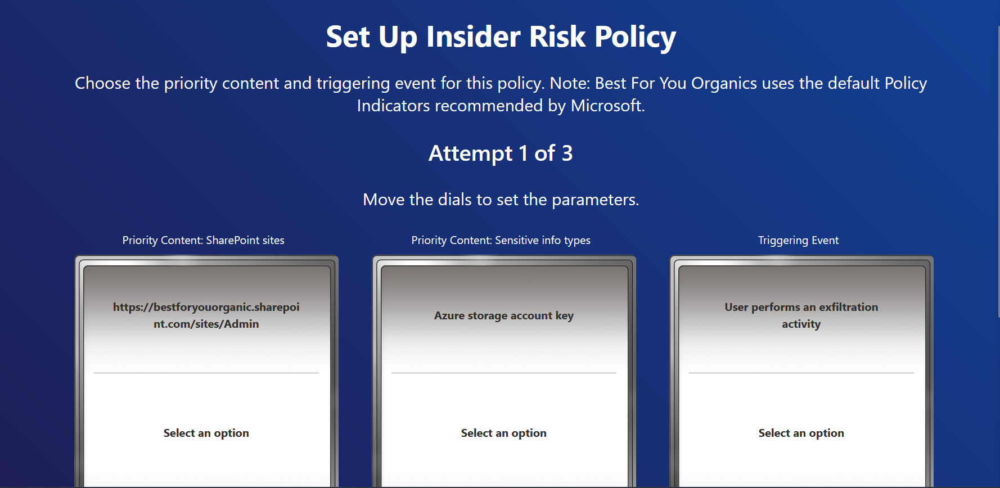 Set Up Insider Risk Policy
Choose the priority content and triggering event for this policy. Note: Best For You Organics uses the default Policy
Indicators recommended by Microsoft.
Attempt 1 of 3
Move the dials to set the parameters.
Priority Content: SharePoint sites
https://bestforyouorganic.sharepoi
nt.com/sites/Admin
Select an option
Priority Content: Sensitive info types
Azure storage account key
Select an option
Triggering Event
User performs an exfiltration
activity
Select an option